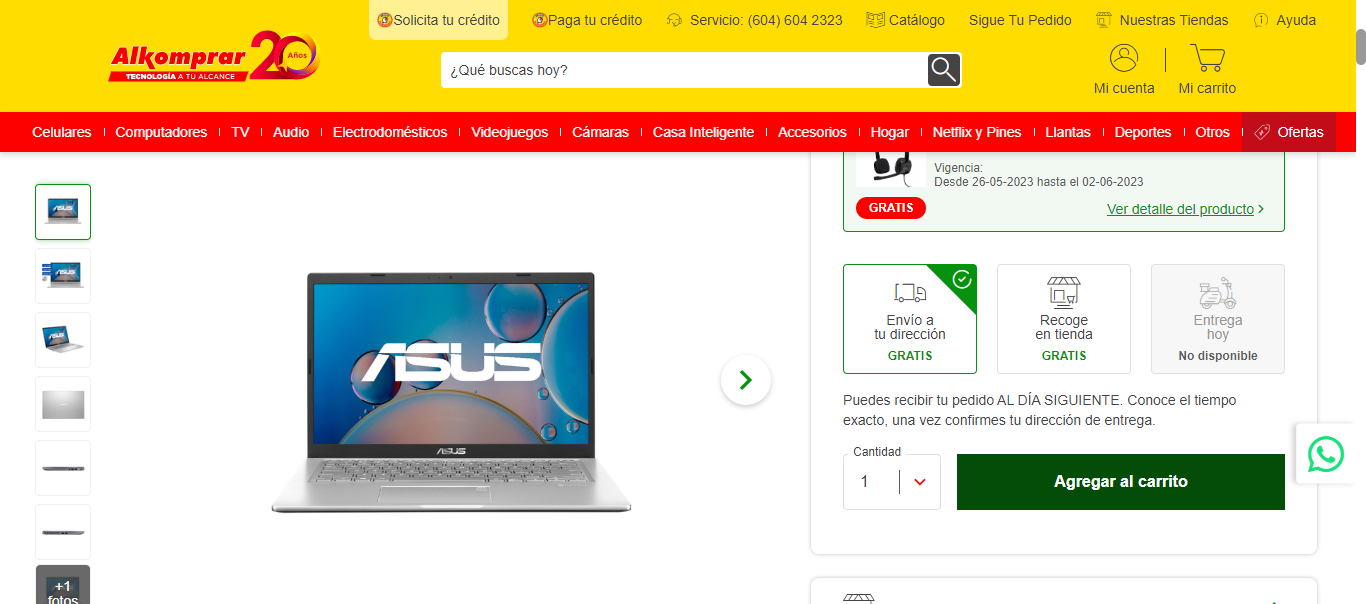 Solicita tu crédito
Paga tu crédito
Servicio: (604) 604 2323
Catálogo
Sigue Tu Pedido
Nuestras Tiendas
Ayuda
Alkomprar 20 Años
TECNOLOGÍA A TU ALCANCE
¿Qué buscas hoy?
Mi cuenta
Mi carrito
Celulares
Computadores
TV
Audio
Electrodomésticos
Videojuegos
Cámaras
Casa Inteligente
Accesorios
Hogar
Netflix y Pines
Llantas
Deportes
Otros
Ofertas
+1
fotos
ASUS
ASUS
Vigencia:
Desde 26-05-2023 hasta el 02-06-2023
GRATIS
Ver detalle del producto
Envío a
tu dirección
GRATIS
Recoge
en tienda
GRATIS
Entrega
hoy
No disponible
Puedes recibir tu pedido AL DÍA SIGUIENTE. Conoce el tiempo
exacto, una vez confirmes tu dirección de entrega.
Cantidad
1
Agregar al carrito